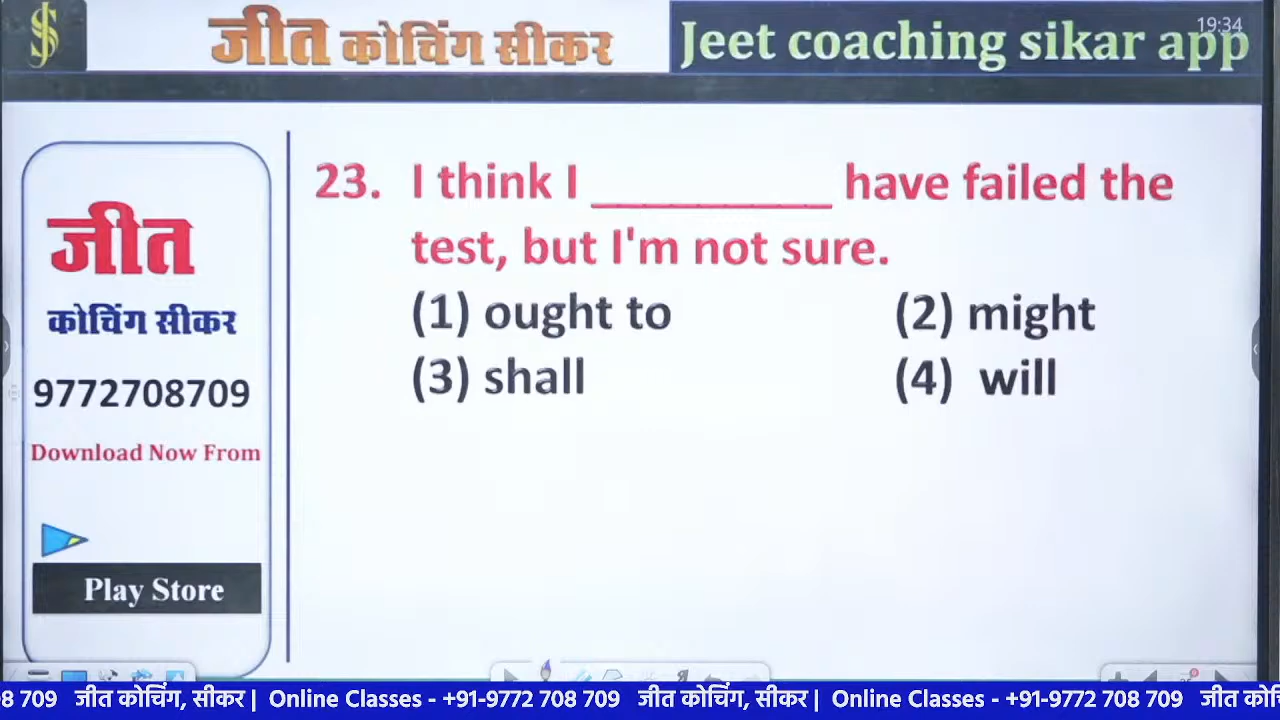 जीत कोचिंग सीकर
Jeet coaching sikar app
19:34
जीत
कोचिंग सीकर
9772708709
Download Now From
Play Store
23. I think I __________ have failed the
test, but I'm not sure.
(1) ought to
(2) might
(3) shall
(4) will
708 709 जीत कोचिंग, सीकर | Online Classes - +91-9772 708 709 जीत कोचिंग, सीकर | Online Classes - +91-9772 708 709 जीत